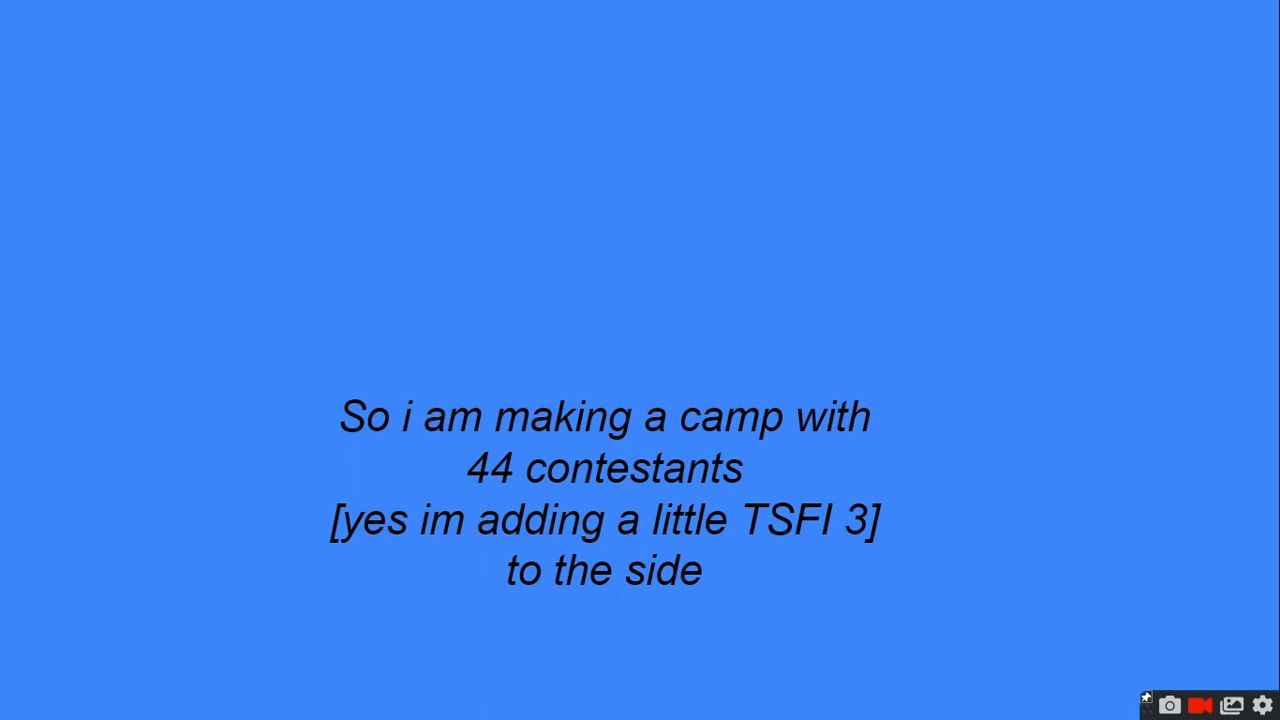 So i am making a camp with
44 contestants
[yes im adding a little TSFI 3]
to the side